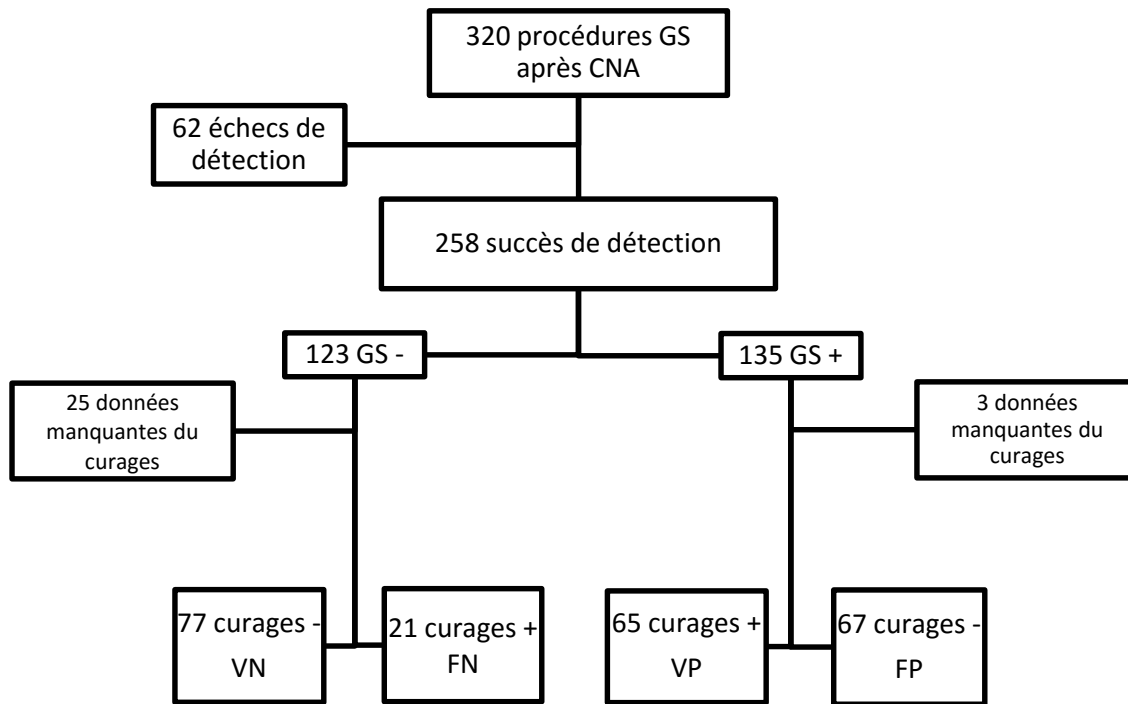 320 procédures GS
après CNA
62 échecs de
détection
258 succès de détection
123 GS -
135 GS +
25 données
manquantes du
curages
3 données
manquantes du
curages
77 curages -
VN
21 curages +
FN
65 curages +
VP
67 curages -
FP